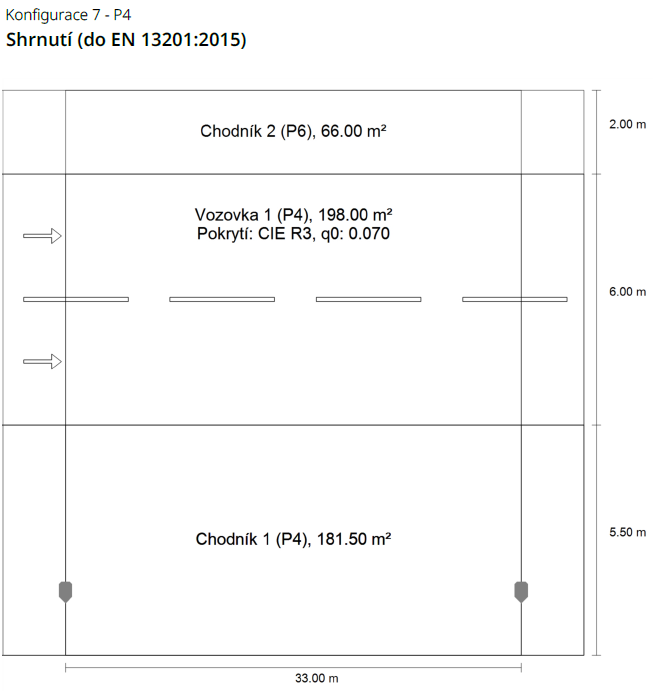 Konfigurace 7 - P4
Shrnutí (do EN 13201:2015)
Chodník 2 (P6), 66.00 m²
2.00 m
Vozovka 1 (P4), 198.00 m²
Pokrytí: CIE R3, q0: 0.070
6.00 m
Chodník 1 (P4), 181.50 m²
5.50 m
33.00 m